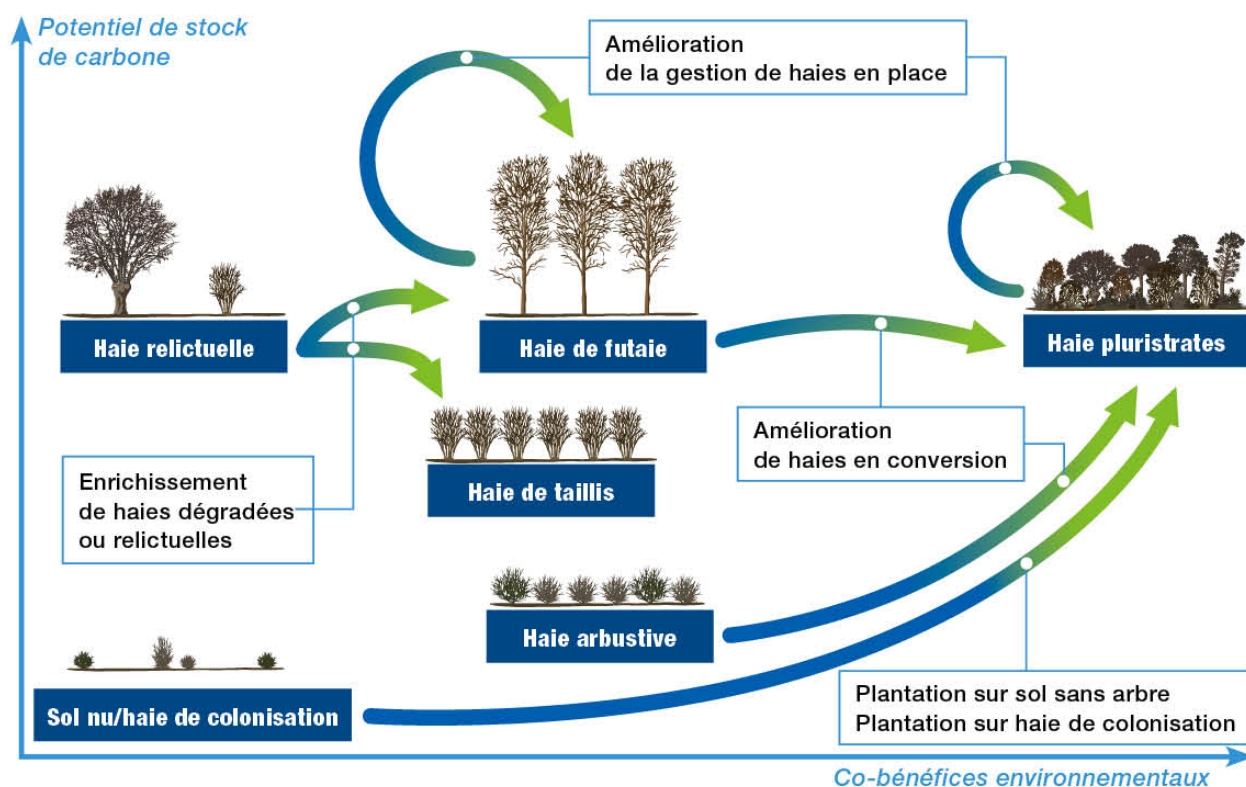 Potentiel de stock
de carbone
Amélioration
de la gestion de haies en place
Haie relictuelle
Haie de futaie
Haie pluristrates
Amélioration
de haies en conversion
Haie de taillis
Enrichissement
de haies dégradées
ou relictuelles
Haie arbustive
Sol nu/haie de colonisation
Plantation sur sol sans arbre
Plantation sur haie de colonisation
Co-bénéfices environnementaux